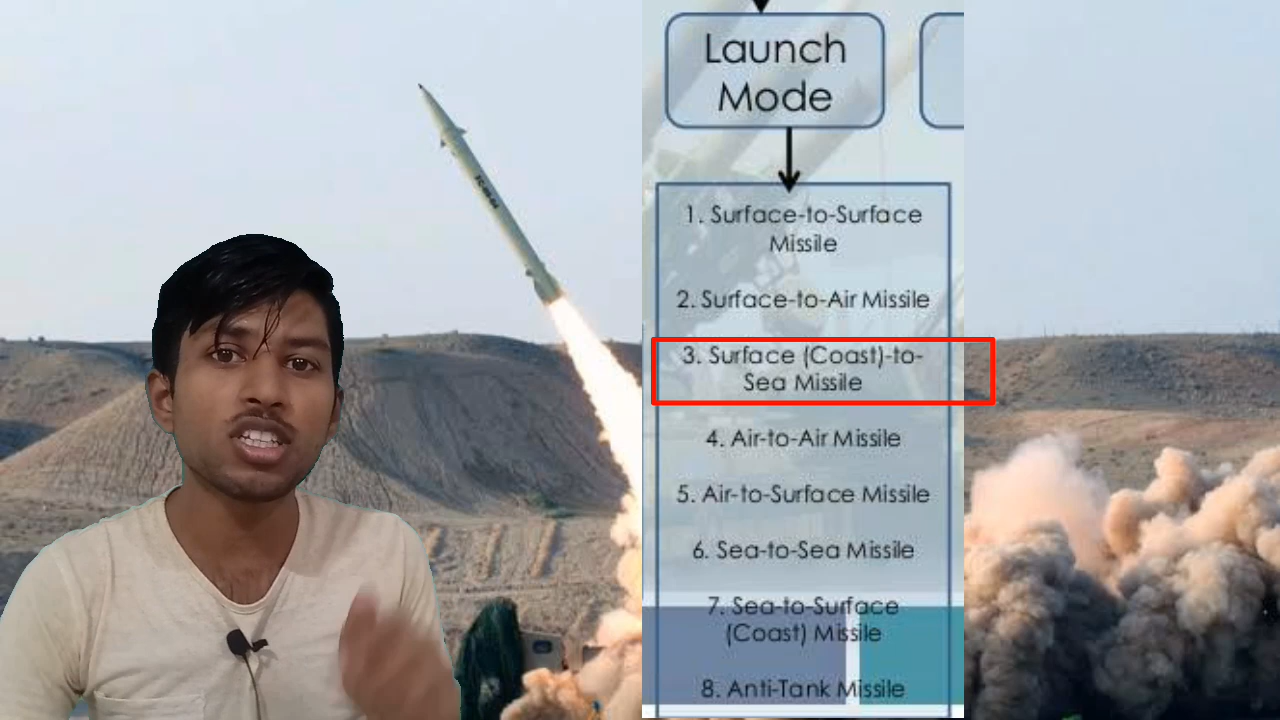 Launch
Mode
1. Surface-to-Surface
Missile
2. Surface-to-Air Missile
3. Surface (Coast)-to-
Sea Missile
4. Air-to-Air Missile
5. Air-to-Surface Missile
6. Sea-to-Sea Missile
7. Sea-to-Surface
(Coast) Missile
8. Anti-Tank Missile